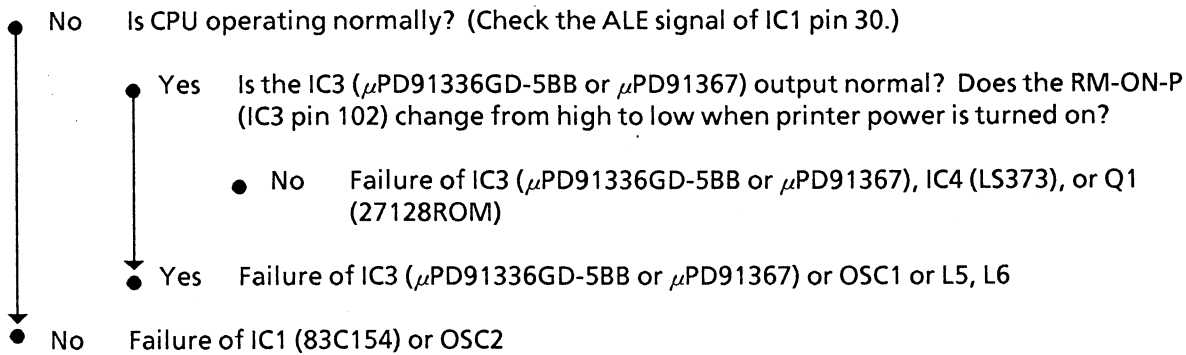 No Is CPU operating normally? (Check the ALE signal of IC1 pin 30.)
Yes Is the IC3 (μPD91336GD-5BB or μPD91367) output normal? Does the RM-ON-P
(IC3 pin 102) change from high to low when printer power is turned on?
No Failure of IC3 (μPD91336GD-5BB or μPD91367), IC4 (LS373), or Q1
(27128ROM)
Yes Failure of IC3 (μPD91336GD-5BB or μPD91367) or OSC1 or L5, L6
No Failure of IC1 (83C154) or OSC2